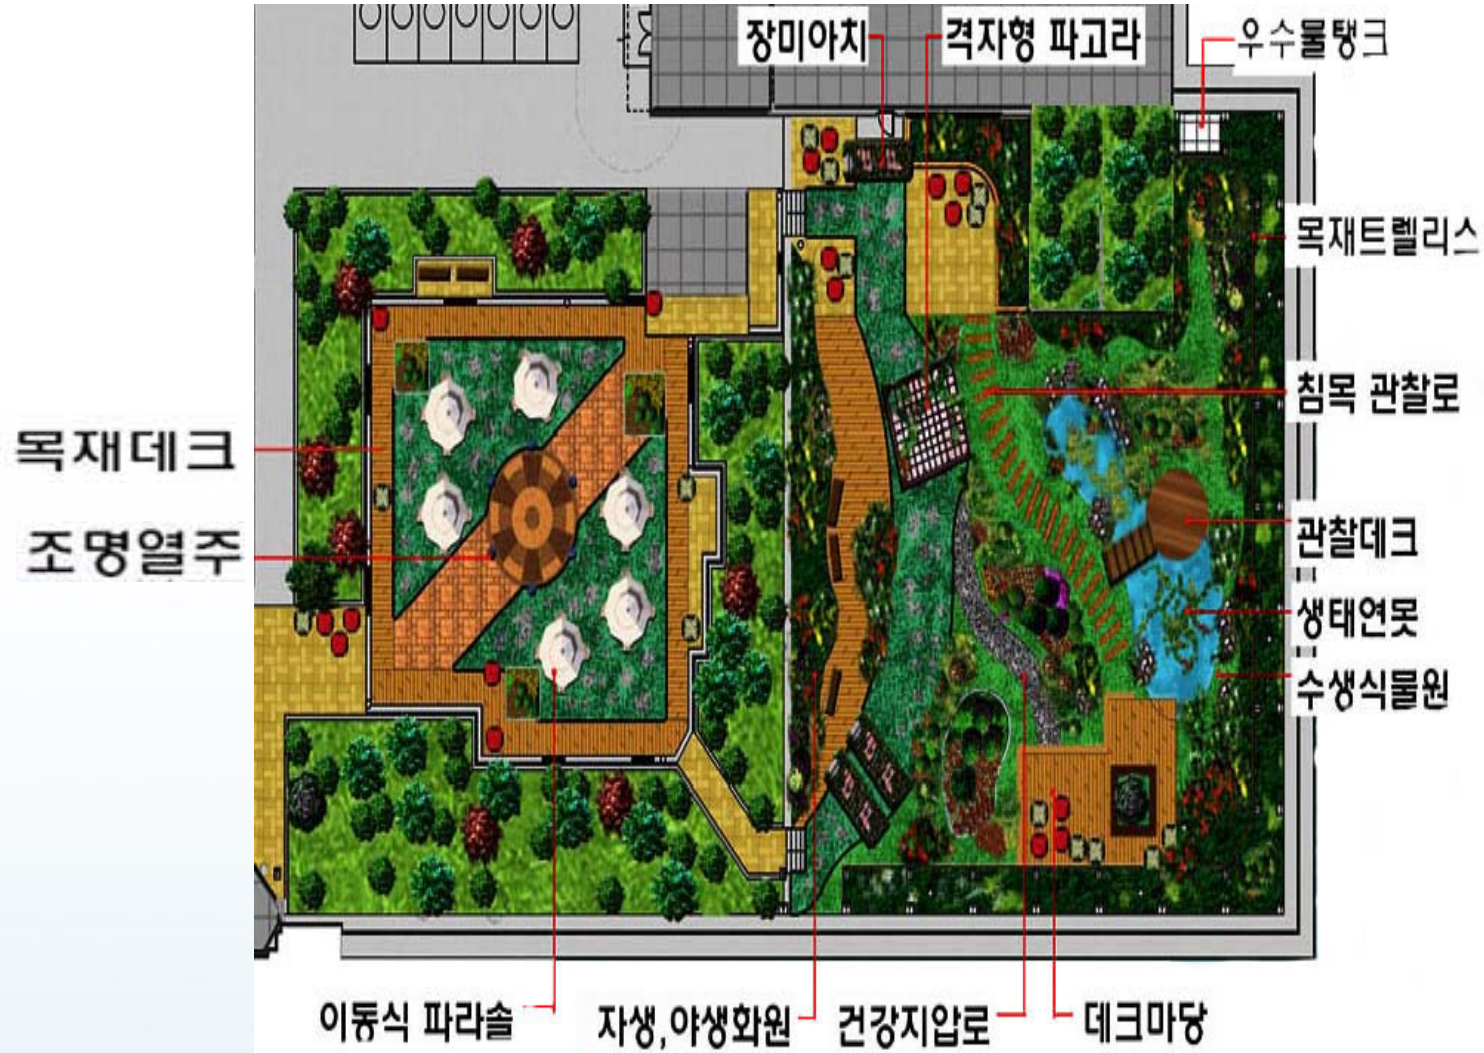 장미아치
격자형 파고라
우수물탱크
목재트렐리스
침목 관찰로
목재데크
관찰데크
조명열주
생태연못
수생식물원
이동식 파라솔
자생,야생화원
건강지압로
데크마당